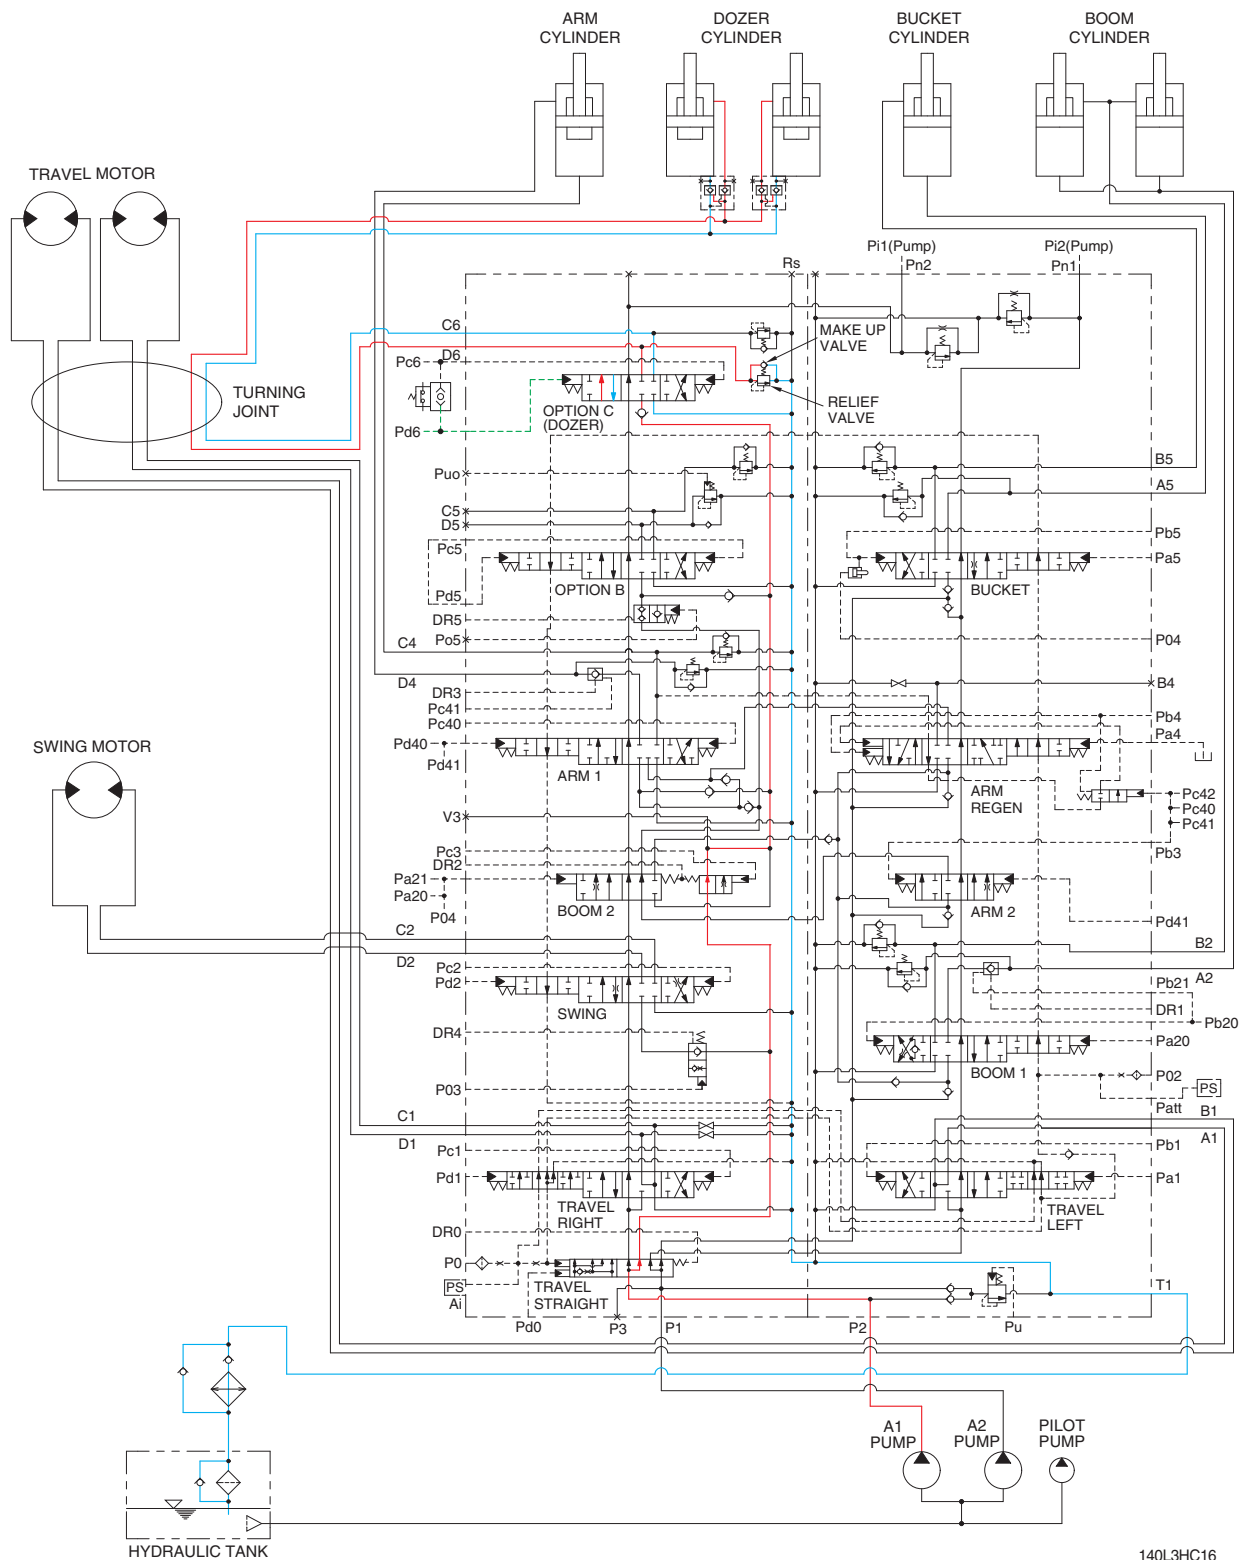 ARM
CYLINDER
DOZER
CYLINDER
BUCKET
CYLINDER
BOOM
CYLINDER
TRAVEL MOTOR
Pi1(Pump)
Pn2
Pi2(Pump)
Pn1
Rs
C6
MAKE UP
VALVE
Pc6
D6
TURNING
JOINT
OPTION C
(DOZER)
RELIEF
VALVE
Pd6
B5
Puo
A5
C5
D5
Pb5
Pc5
Pa5
OPTION B
BUCKET
Pd5
DR5
Po5
P04
C4
D4
B4
DR3
Pc41
Pc40
Pb4
Pa4
SWING MOTOR
Pd40
Pd41
ARM 1
ARM
REGEN
Pc42
Pc40
Pc41
V3
Pc3
DR2
Pb3
Pa21
Pa20
P04
BOOM 2
ARM 2
Pd41
C2
D2
B2
Pc2
Pd2
A2
Pb21
DR1
Pb20
SWING
DR4
Pa20
BOOM 1
P02
P03
PS
Patt
B1
C1
D1
A1
Pc1
Pb1
Pd1
Pa1
TRAVEL
RIGHT
TRAVEL
LEFT
DR0
P0
PS
Ai
TRAVEL
STRAIGHT
T1
Pd0
P3
P1
P2
Pu
A1
PUMP
A2
PUMP
PILOT
PUMP
HYDRAULIC TANK
140L3HC16